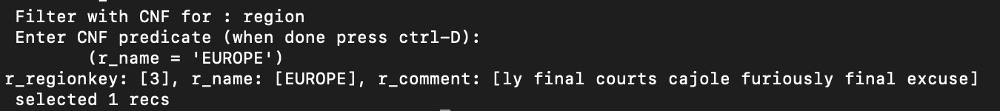 Filter with CNF for : region
Enter CNF predicate (when done press ctrl-D):
(r_name = 'EUROPE')
r_regionkey: [3], r_name: [EUROPE], r_comment: [ly final courts cajole furiously final excuse]
selected 1 recs